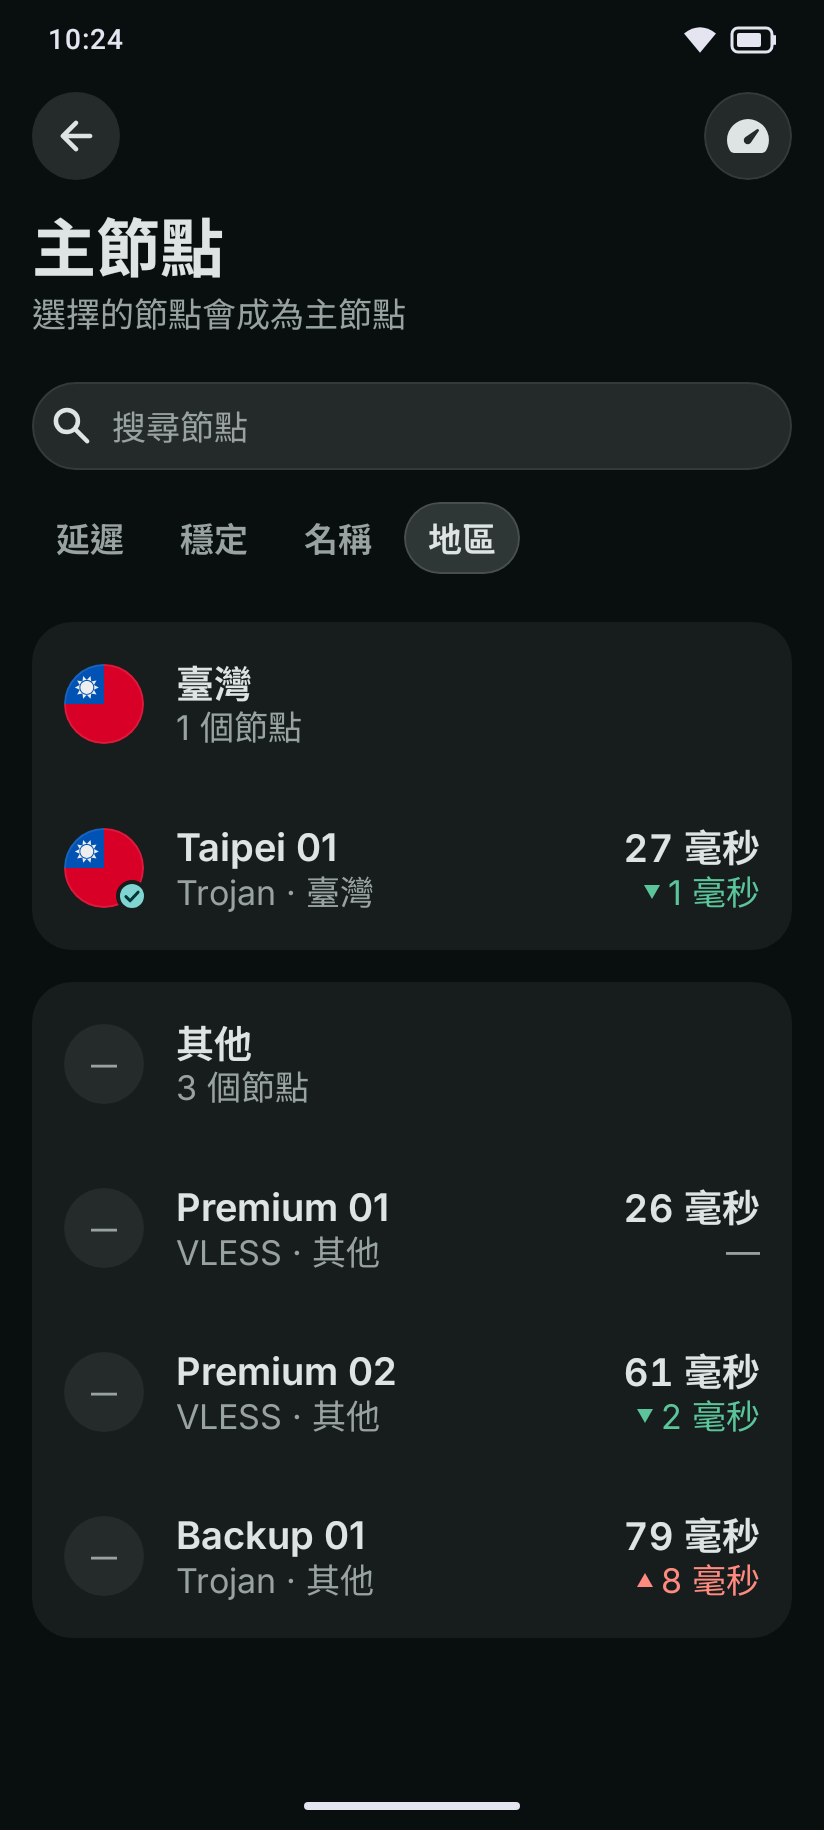 10:24
主節點
選擇的節點會成為主節點
搜尋節點
延遲 穩定 名稱 地區
臺灣
1 個節點
Taipei 01 27 毫秒
Trojan · 臺灣 ▼1 毫秒
其他
3 個節點
Premium 01 26 毫秒
VLESS · 其他 —
Premium 02 61 毫秒
VLESS · 其他 ▼2 毫秒
Backup 01 79 毫秒
Trojan · 其他 ▲8 毫秒